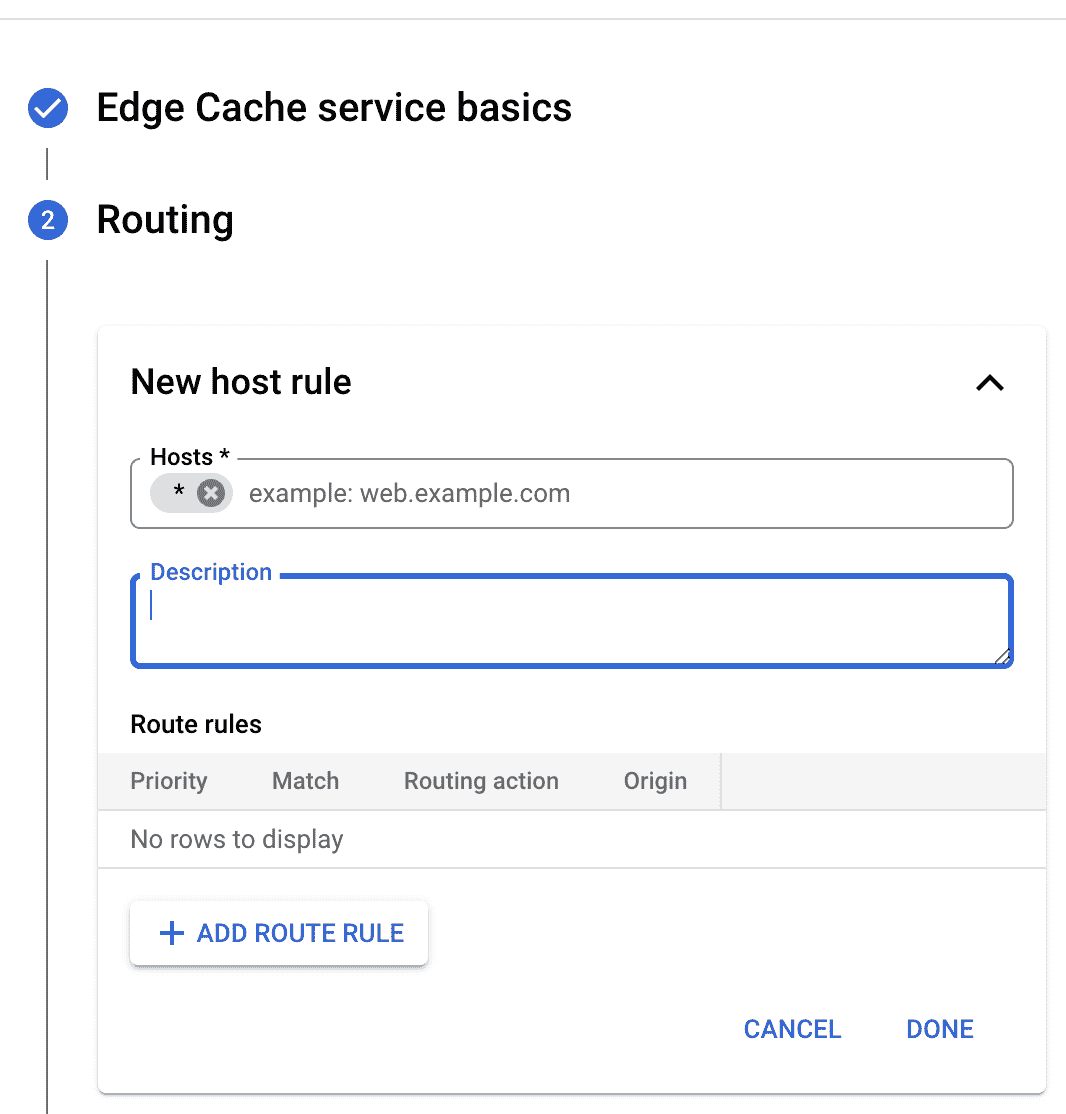 Edge Cache service basics
2 Routing
New host rule
Hosts *
* example: web.example.com
Description
Route rules
Priority Match Routing action Origin
No rows to display
+ ADD ROUTE RULE
CANCEL DONE